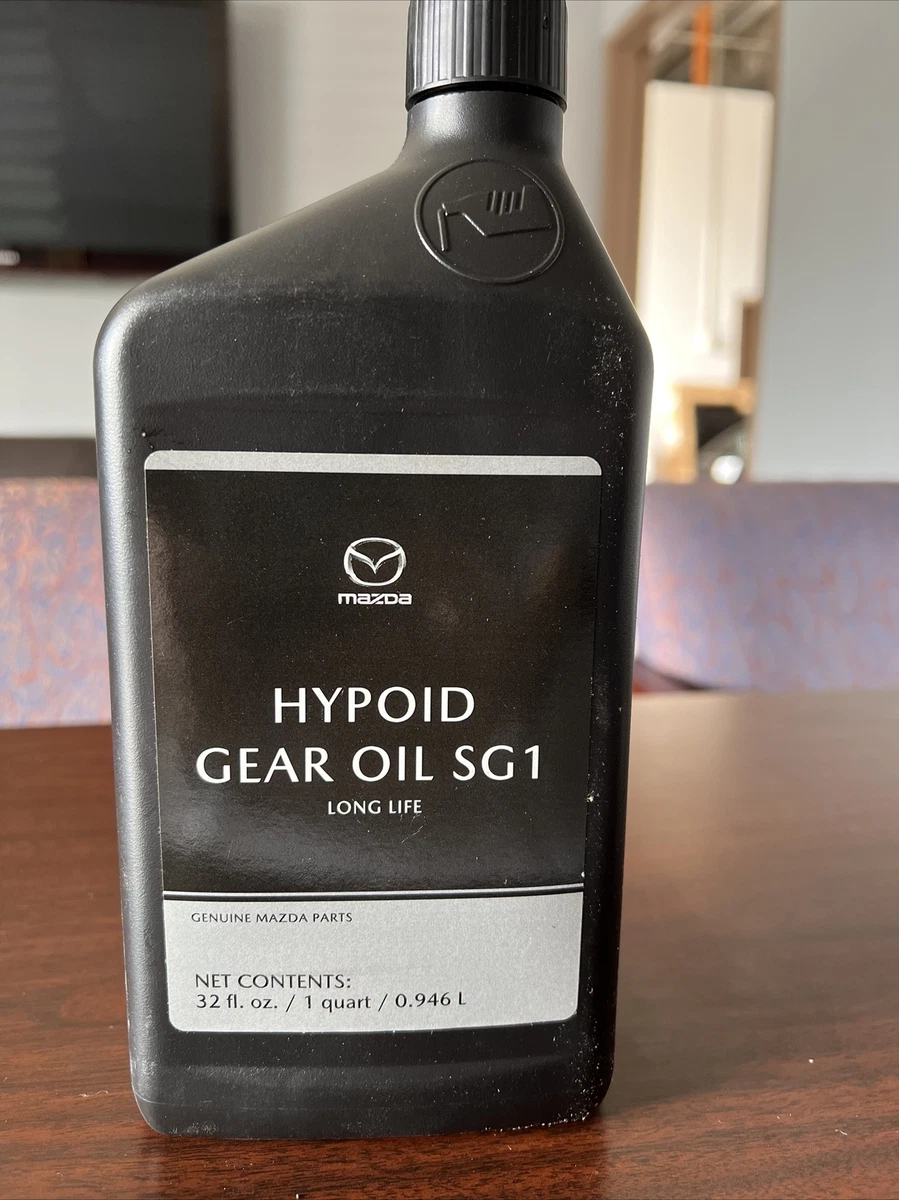 mazda
HYPOID
GEAR OIL SG1
LONG LIFE
GENUINE MAZDA PARTS
NET CONTENTS:
32 fl. oz. / 1 quart / 0.946 L